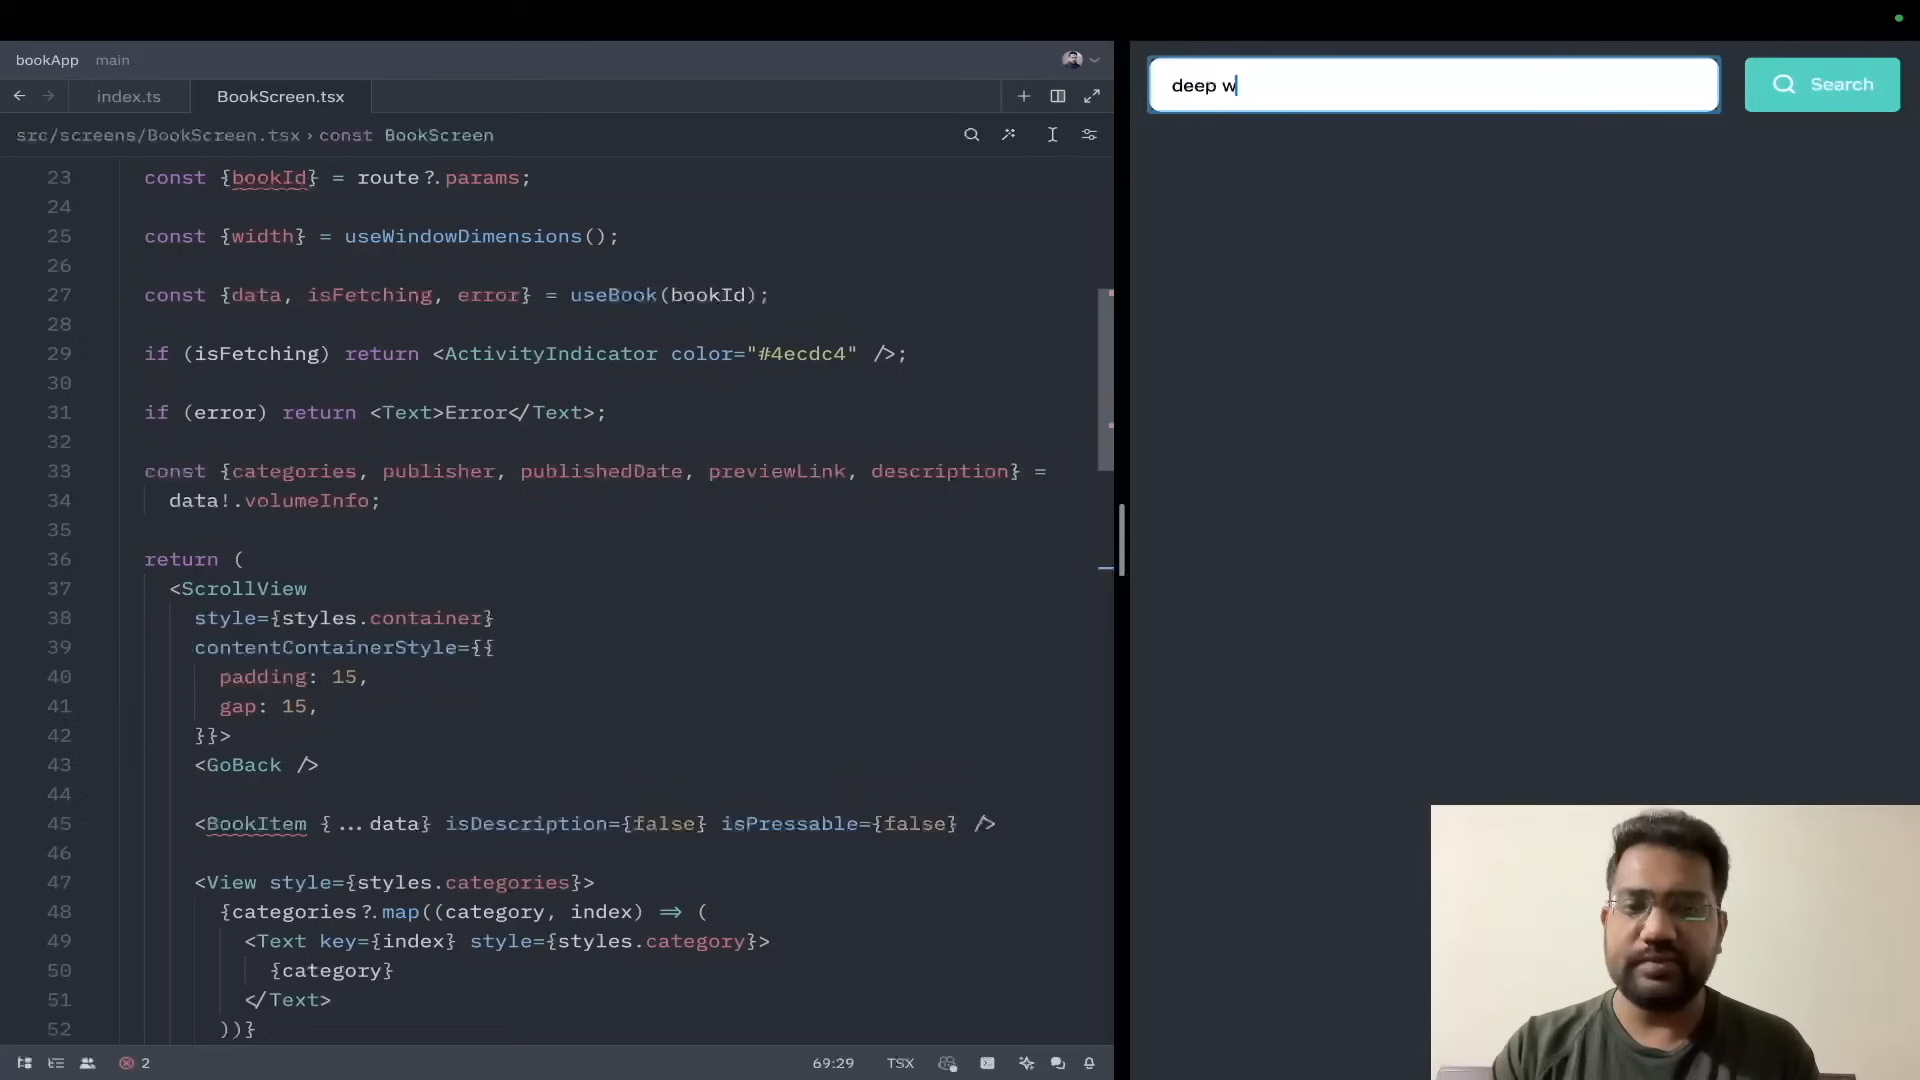 bookApp main
index.ts BookScreen.tsx
src/screens/BookScreen.tsx › const BookScreen
23 const {bookId} = route?.params;
24
25 const {width} = useWindowDimensions();
26
27 const {data, isFetching, error} = useBook(bookId);
28
29 if (isFetching) return <ActivityIndicator color="#4ecdc4" />;
30
31 if (error) return <Text>Error</Text>;
32
33 const {categories, publisher, publishedDate, previewLink, description} =
34 data!.volumeInfo;
35
36 return (
37 <ScrollView
38 style={styles.container}
39 contentContainerStyle={{
40 padding: 15,
41 gap: 15,
42 }}>
43 <GoBack />
44
45 <BookItem {...data} isDescription={false} isPressable={false} />
46
47 <View style={styles.categories}>
48 {categories?.map((category, index) => (
49 <Text key={index} style={styles.category}>
50 {category}
51 </Text>
52 ))}
2 69:29 TSX
deep w
Search